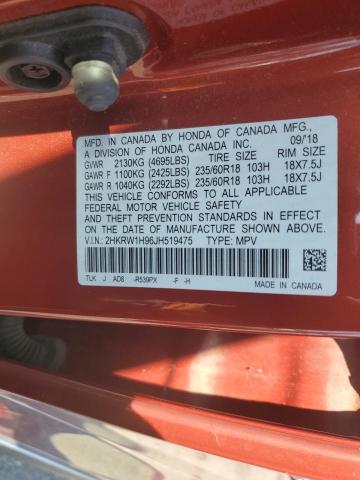 MFD. IN CANADA BY HONDA OF CANADA MFG.,
A DIVISION OF HONDA CANADA INC. 09/'18
GVWR 2130KG (4695LBS) TIRE SIZE RIM SIZE
GAWR F 1100KG (2425LBS) 235/60R18 103H 18X7.5J
GAWR R 1040KG (2292LBS) 235/60R18 103H 18X7.5J
THIS VEHICLE CONFORMS TO ALL APPLICABLE
FEDERAL MOTOR VEHICLE SAFETY
AND THEFT PREVENTION STANDARDS IN EFFECT
ON THE DATE OF MANUFACTURE SHOWN ABOVE.
V.I.N.: 2HKRW1H96JH519475 TYPE: MPV
TLK J AD8 -R539PX -F -H
MADE IN CANADA